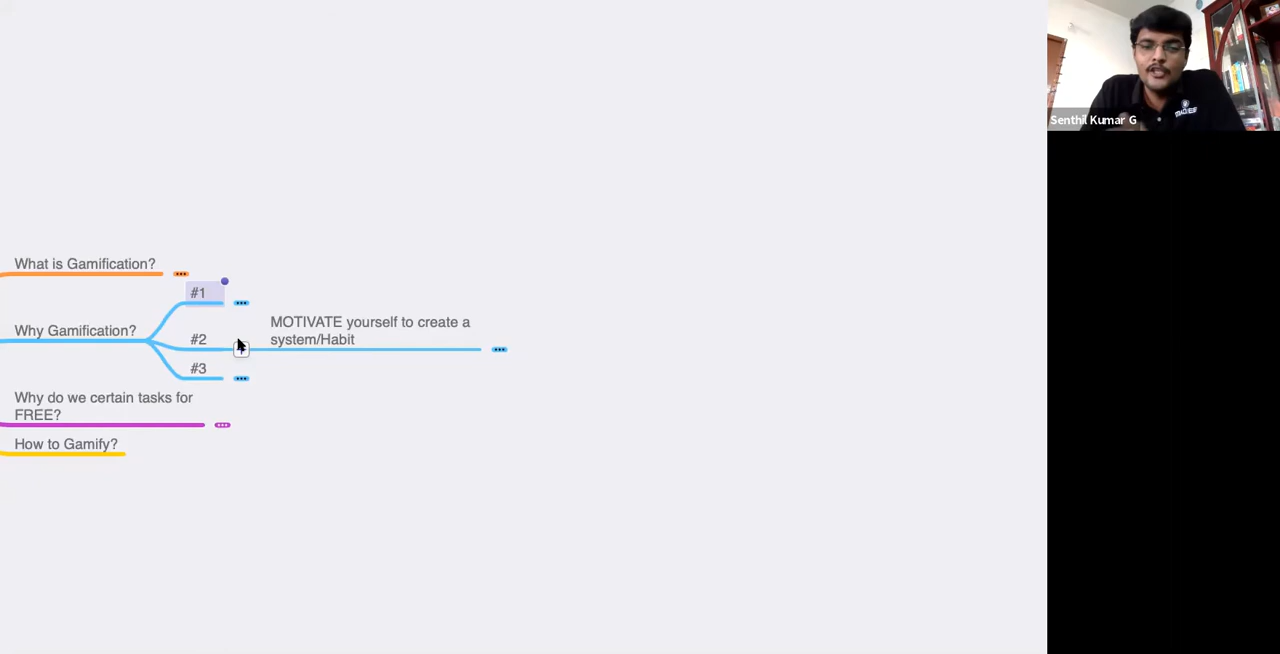 Senthil Kumar G
What is Gamification?
#1
Why Gamification?
#2
MOTIVATE yourself to create a
system/Habit
#3
Why do we certain tasks for
FREE?
How to Gamify?